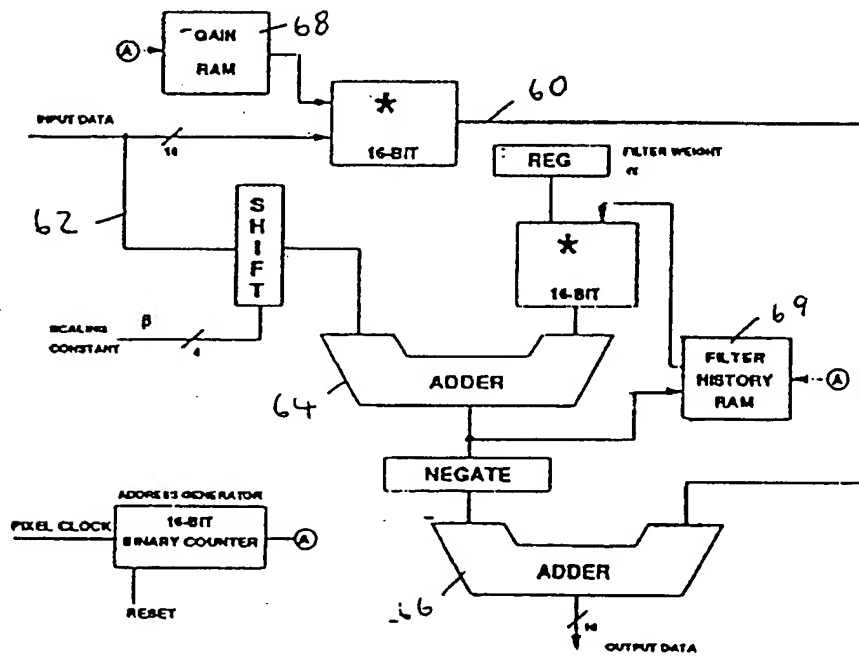 GAIN
RAM
68
A
*
16-BIT
60
INPUT DATA
16
REG
FILTER WEIGHT
α
62
SHIFT
*
16-BIT
SCALING
CONSTANT
β
4
ADDER
64
69
FILTER
HISTORY
RAM
A
NEGATE
ADDRESS GENERATOR
PIXEL CLOCK
16-BIT
BINARY COUNTER
A
RESET
ADDER
66
16
OUTPUT DATA